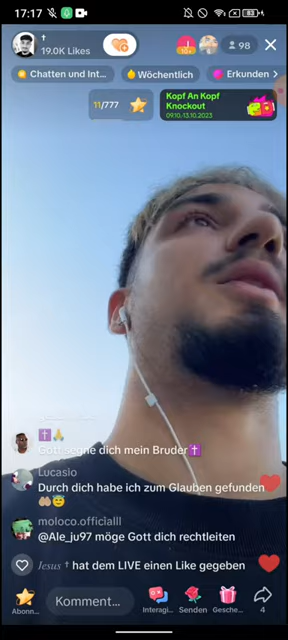 17:17
83
†
19.0K Likes
98
Chatten und Int...
Wöchentlich
Erkunden
11/777
Kopf An Kopf
Knockout
09.10.-13.10.2023
✝️🙏
Gott segne dich mein Bruder✝️
Lucasio
Durch dich habe ich zum Glauben gefunden
🤲🏼😇
moloco.officialll
@Ale_ju97 möge Gott dich rechtleiten
Jesus † hat dem LIVE einen Like gegeben
Kommentar...
Abonn...
Interagi...
Senden
Gesche...
4